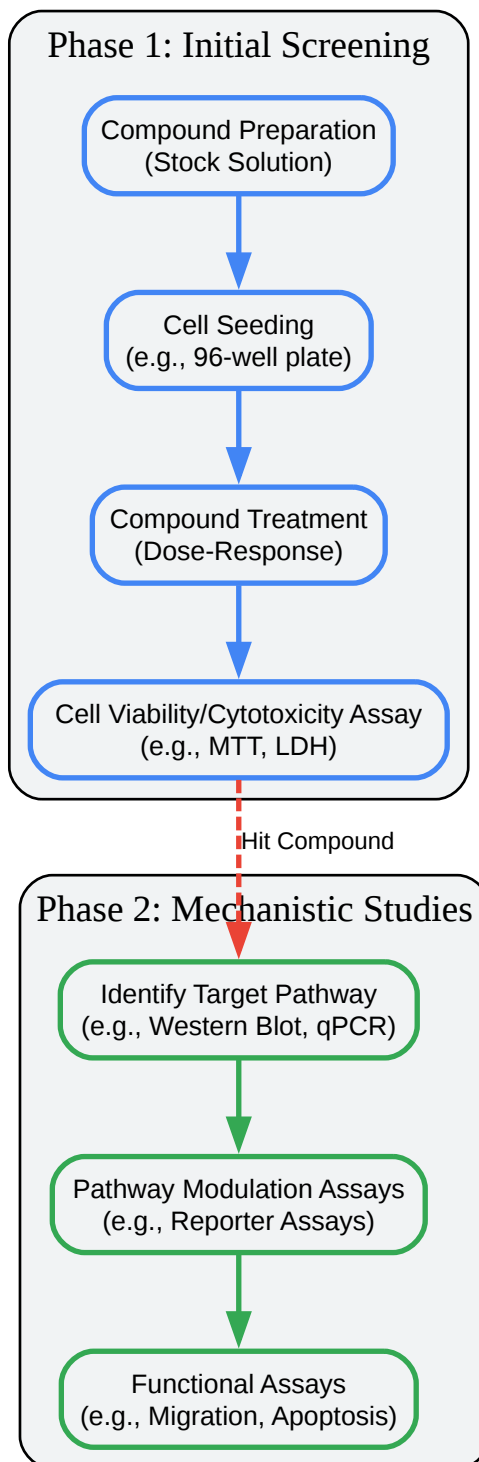 Phase 1: Initial Screening
Compound Preparation
(Stock Solution)
Cell Seeding
(e.g., 96-well plate)
Compound Treatment
(Dose-Response)
Cell Viability/Cytotoxicity Assay
(e.g., MTT, LDH)
Hit Compound
Phase 2: Mechanistic Studies
Identify Target Pathway
(e.g., Western Blot, qPCR)
Pathway Modulation Assays
(e.g., Reporter Assays)
Functional Assays
(e.g., Migration, Apoptosis)